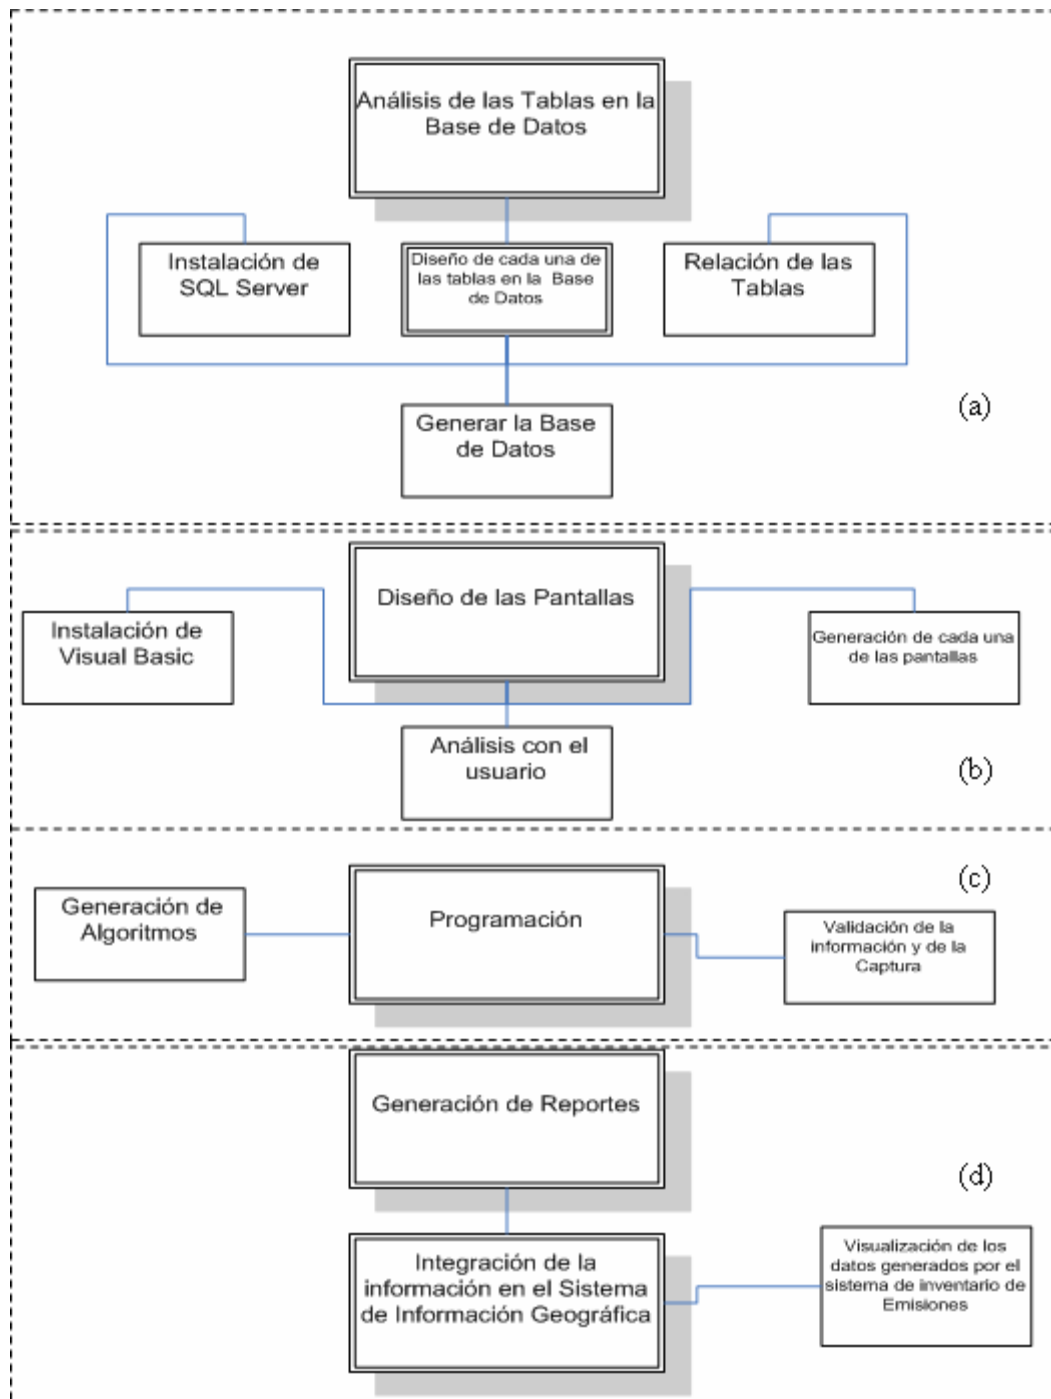 Análisis de las Tablas en la
Base de Datos
Instalación de
SQL Server
Diseño de cada una de
las tablas en la Base
de Datos
Relación de las
Tablas
(a)
Generar la Base
de Datos
Diseño de las Pantallas
Instalación de
Visual Basic
Generación de cada una
de las pantallas
Análisis con el
usuario
(b)
(c)
Generación de
Algoritmos
Programación
Validación de la
información y de la
Captura
Generación de Reportes
(d)
Integración de la
información en el Sistema
de Información Geográfica
Visualización de los
datos generados por el
sistema de inventario de
Emisiones